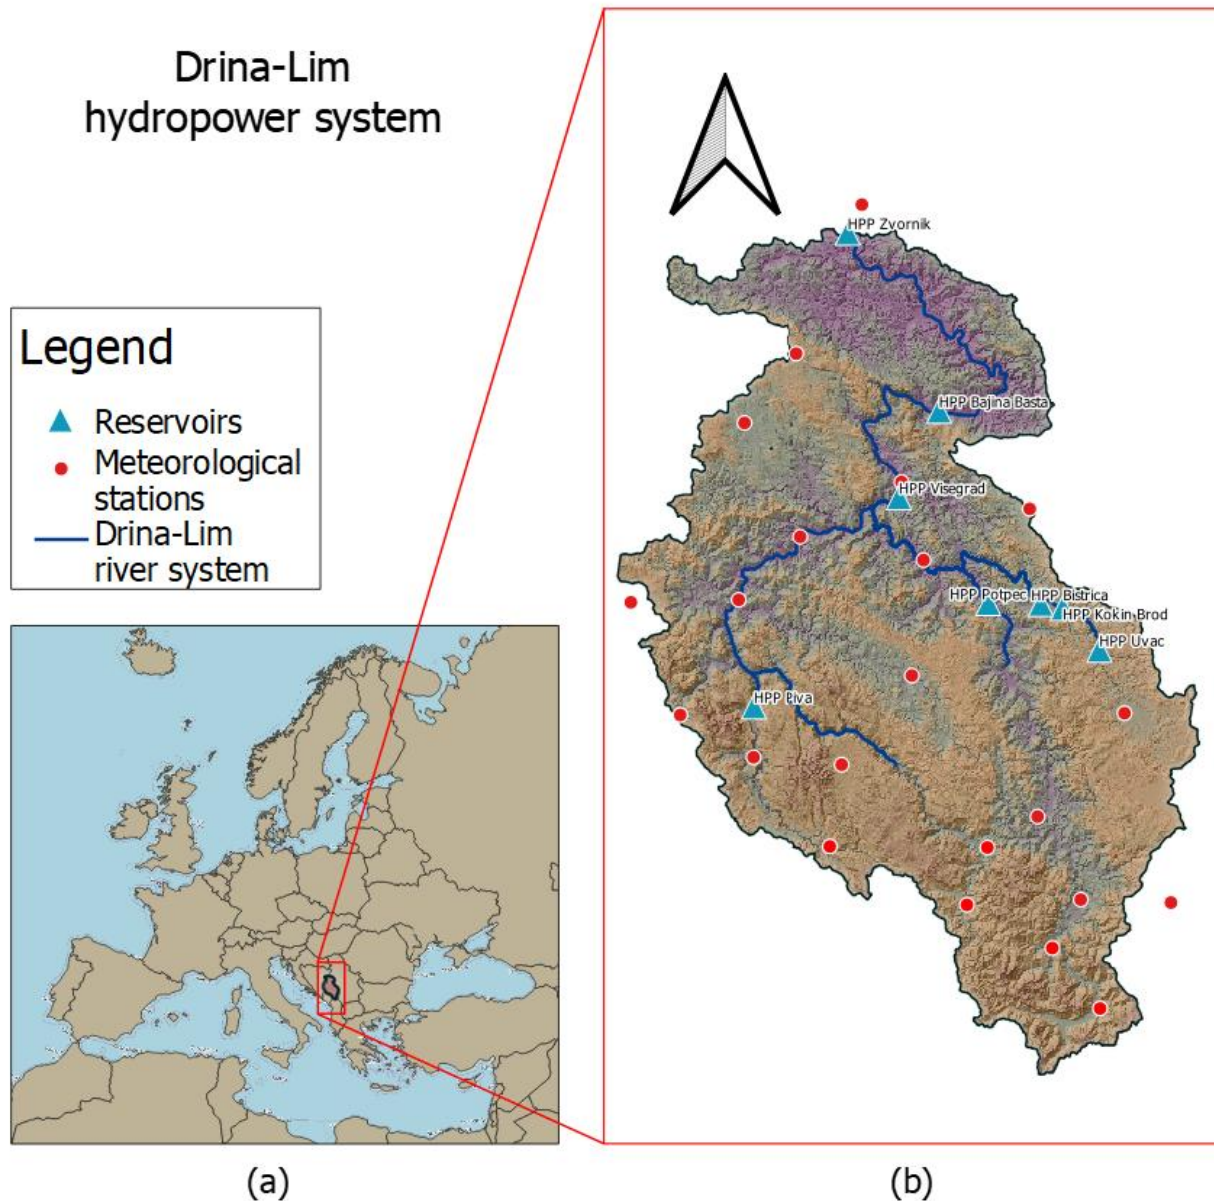 Drina-Lim
hydropower system
Legend
Reservoirs
Meteorological
stations
Drina-Lim
river system
HPP Zvornik
HPP Bajina Basta
HPP Visegrad
HPP Potpec
HPP Bistrica
HPP Kokin Brod
HPP Uvac
HPP Piva
(a)
(b)